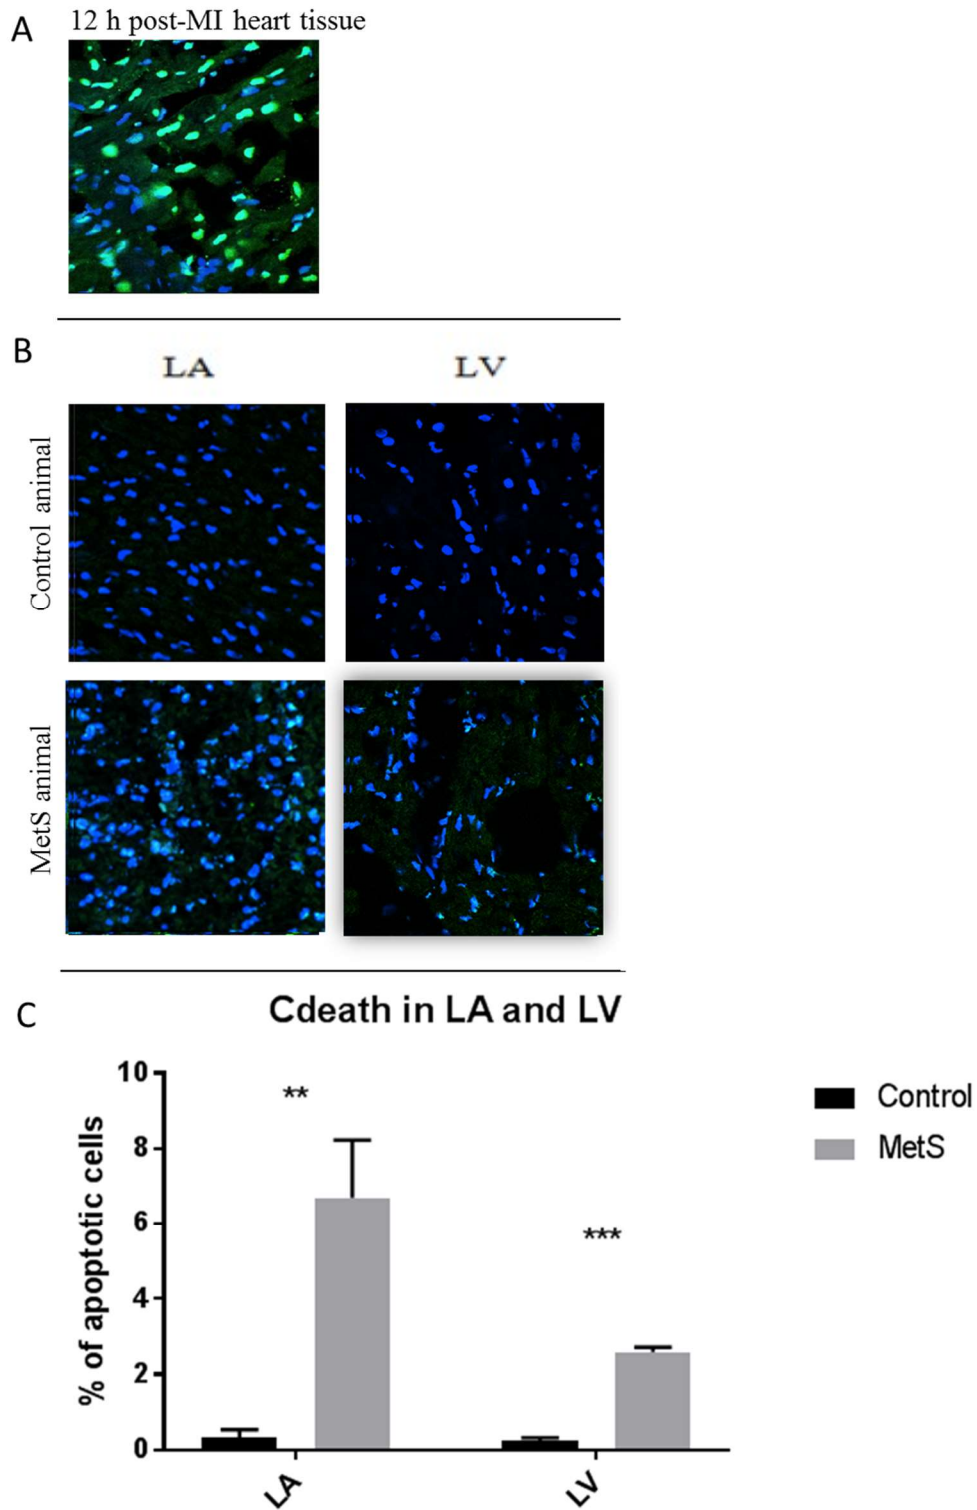 A
12 h post-MI heart tissue
B
LA
LV
Control animal
MetS animal
C
Cdeath in LA and LV
% of apoptotic cells
10
8
6
4
2
0
**
***
LA
LV
Control
MetS